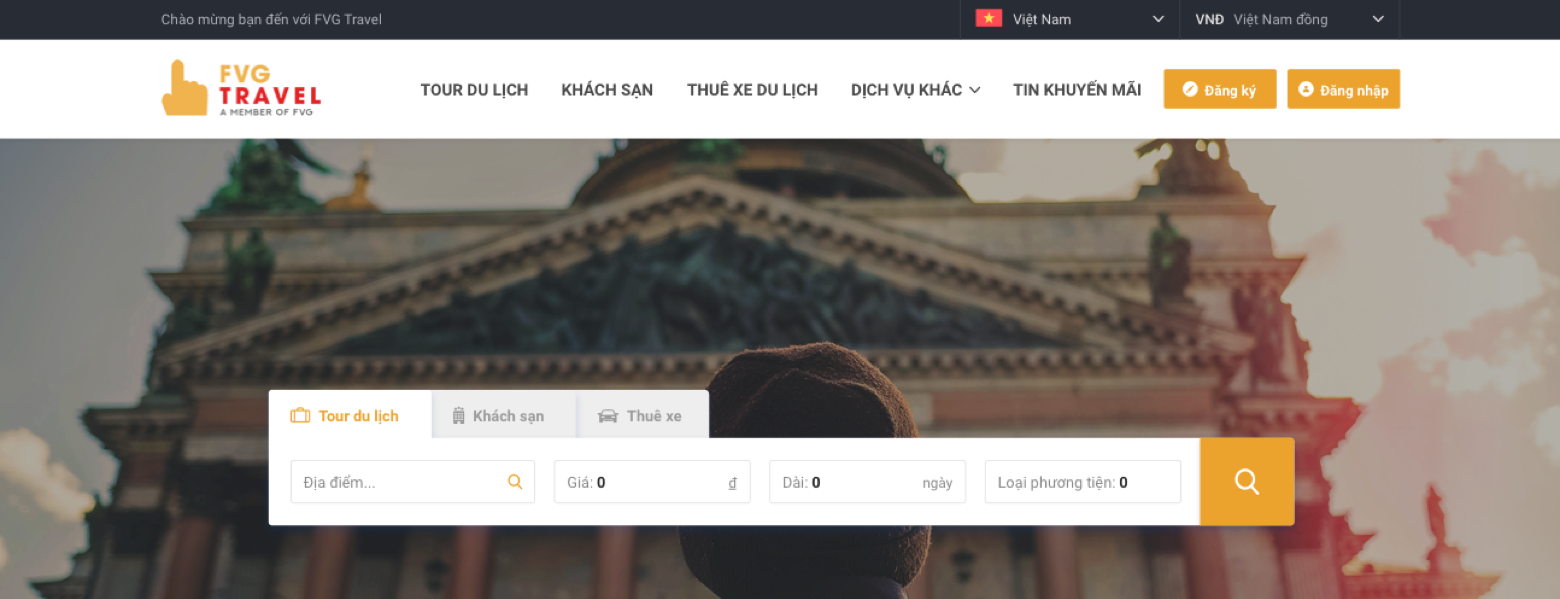 Chào mừng bạn đến với FVG Travel
Việt Nam
VNĐ Việt Nam đồng
FVG
TRAVEL
A MEMBER OF FVG
TOUR DU LỊCH
KHÁCH SẠN
THUÊ XE DU LỊCH
DỊCH VỤ KHÁC
TIN KHUYẾN MÃI
Đăng ký
Đăng nhập
Tour du lịch
Khách sạn
Thuê xe
Địa điểm...
Giá: 0 ₫
Dài: 0 ngày
Loại phương tiện: 0